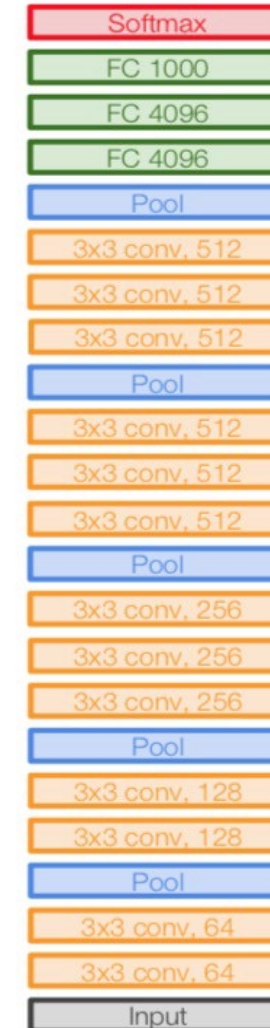 Softmax
FC 1000
FC 4096
FC 4096
Pool
3x3 conv, 512
3x3 conv, 512
3x3 conv, 512
Pool
3x3 conv, 512
3x3 conv, 512
3x3 conv, 512
Pool
3x3 conv, 256
3x3 conv, 256
3x3 conv, 256
Pool
3x3 conv, 128
3x3 conv, 128
Pool
3x3 conv, 64
3x3 conv, 64
Input